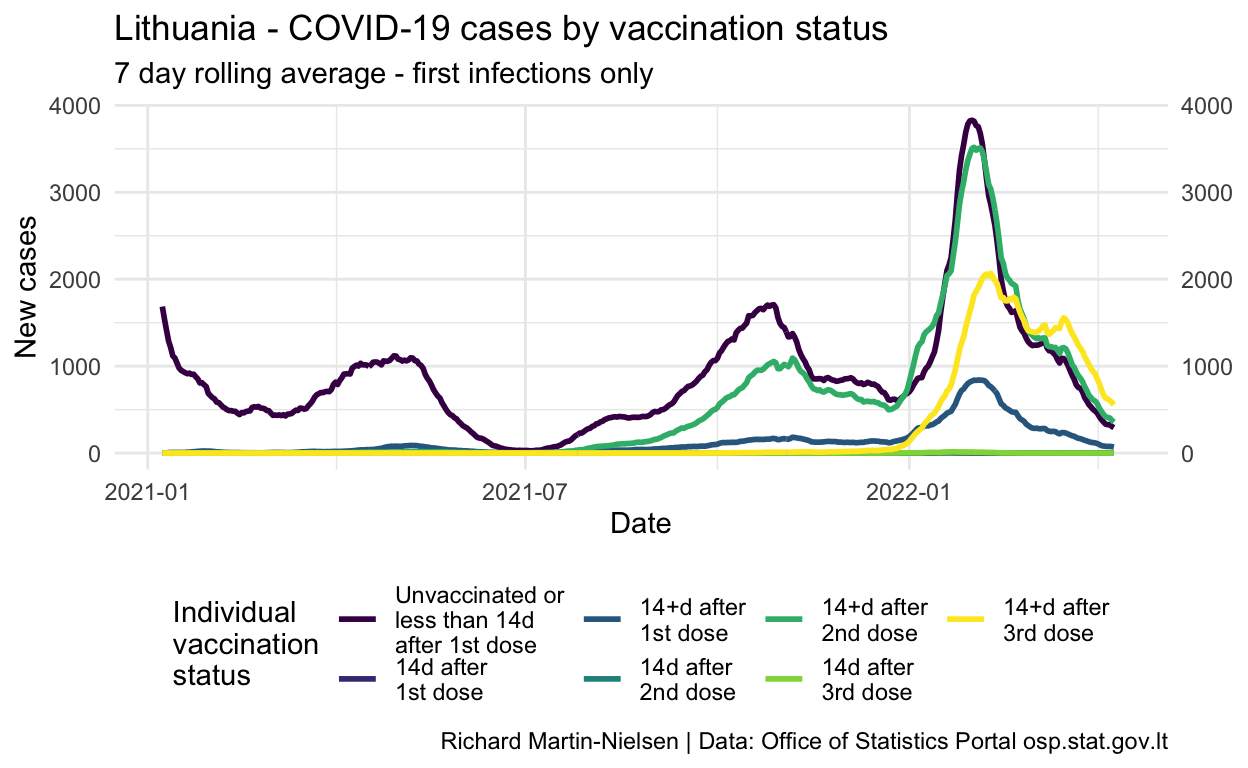 Lithuania - COVID-19 cases by vaccination status
7 day rolling average - first infections only
4000
3000
2000
1000
0
New cases
4000
3000
2000
1000
0
2021-01
2021-07
2022-01
Date
Individual
vaccination
status
Unvaccinated or
less than 14d
after 1st dose
14d after
1st dose
14+d after
1st dose
14d after
2nd dose
14+d after
2nd dose
14d after
3rd dose
14+d after
3rd dose
Richard Martin-Nielsen | Data: Office of Statistics Portal osp.stat.gov.lt